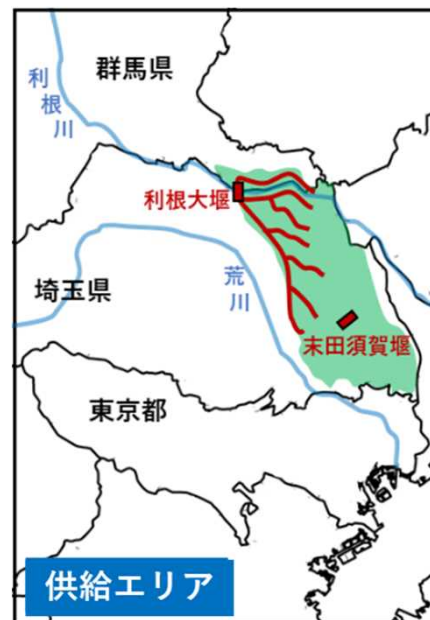 群馬県
利根川
利根大堰
埼玉県
荒川
末田須賀堰
東京都
供給エリア